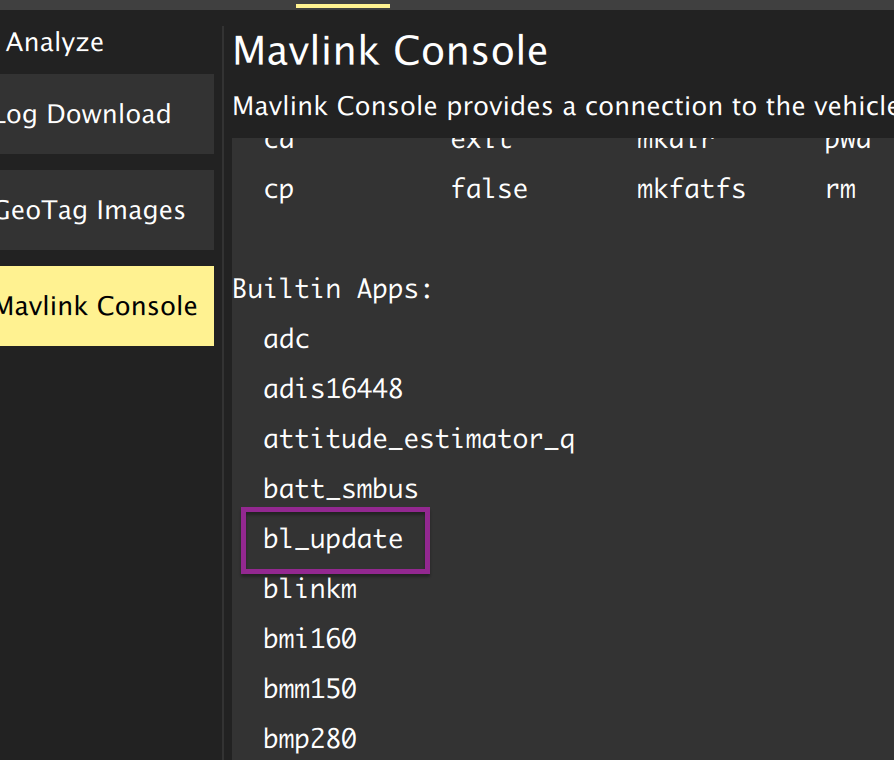 Analyze
Log Download
GeoTag Images
Mavlink Console
Mavlink Console
Mavlink Console provides a connection to the vehicle
cd exit mkdir pwd
cp false mkfatfs rm
Builtin Apps:
adc
adis16448
attitude_estimator_q
batt_smbus
bl_update
blinkm
bmi160
bmm150
bmp280